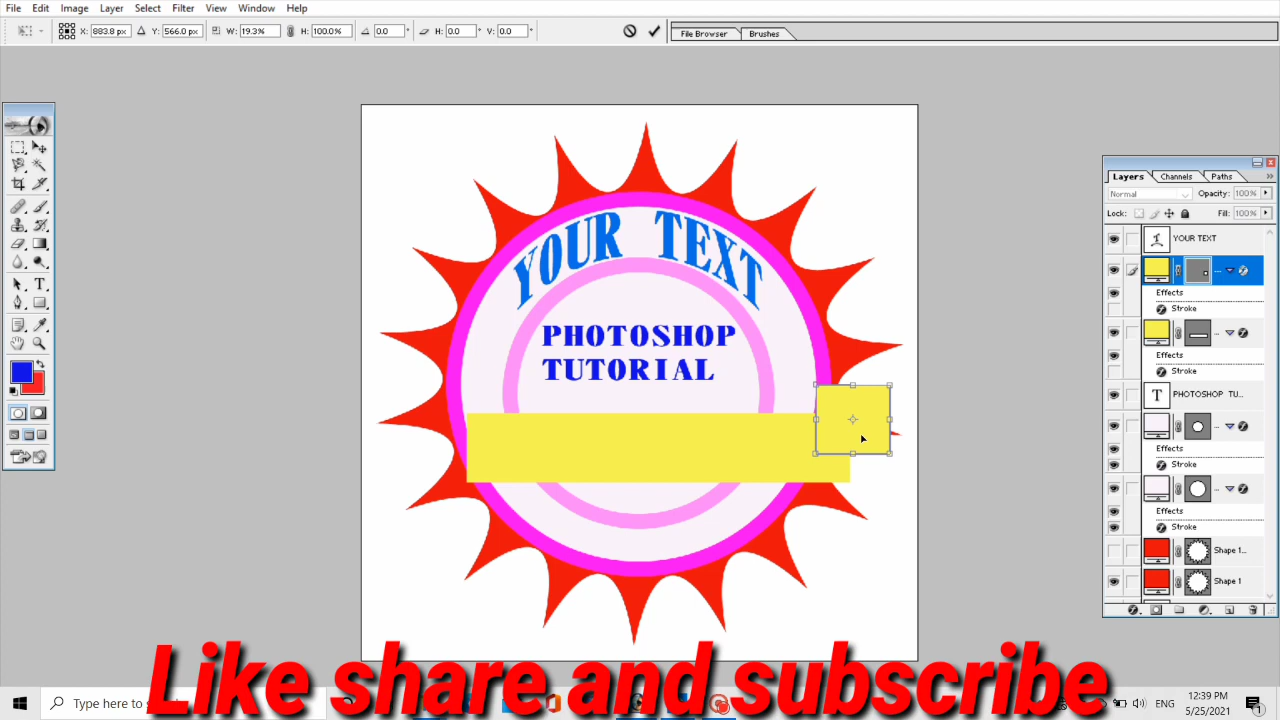 File Edit Image Layer Select Filter View Window Help
X: 883.8 px Y: 566.0 px W: 19.3% H: 100.0% 0.0 ° H: 0.0 ° V: 0.0 °
File Browser Brushes
Layers Channels Paths
Normal Opacity: 100%
Lock: Fill: 100%
YOUR TEXT
...
Effects
Stroke
...
Effects
Stroke
PHOTOSHOP TU...
...
Effects
Stroke
...
Effects
Stroke
Shape 1...
Shape 1
YOUR TEXT
PHOTOSHOP
TUTORIAL
Like share and subscribe
Type here to
ENG
12:39 PM
5/25/2021
1